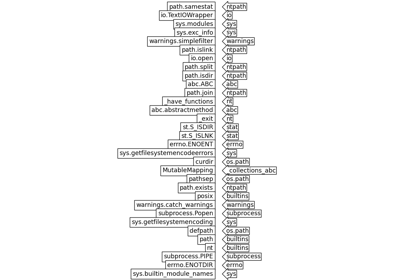 path.samestat ntpath
io.TextIOWrapper io
sys.modules sys
sys.exc_info sys
warnings.simplefilter warnings
path.islink ntpath
io.open io
path.split ntpath
path.isdir ntpath
abc.ABC abc
path.join ntpath
_have_functions nt
abc.abstractmethod abc
_exit nt
st.S_ISDIR stat
st.S_ISLNK stat
errno.ENOENT errno
sys.getfilesystemencodeerrors sys
curdir os.path
MutableMapping _collections_abc
pathsep os.path
path.exists ntpath
posix builtins
warnings.catch_warnings warnings
subprocess.Popen subprocess
sys.getfilesystemencoding sys
defpath os.path
path builtins
nt builtins
subprocess.PIPE subprocess
errno.ENOTDIR errno
sys.builtin_module_names sys